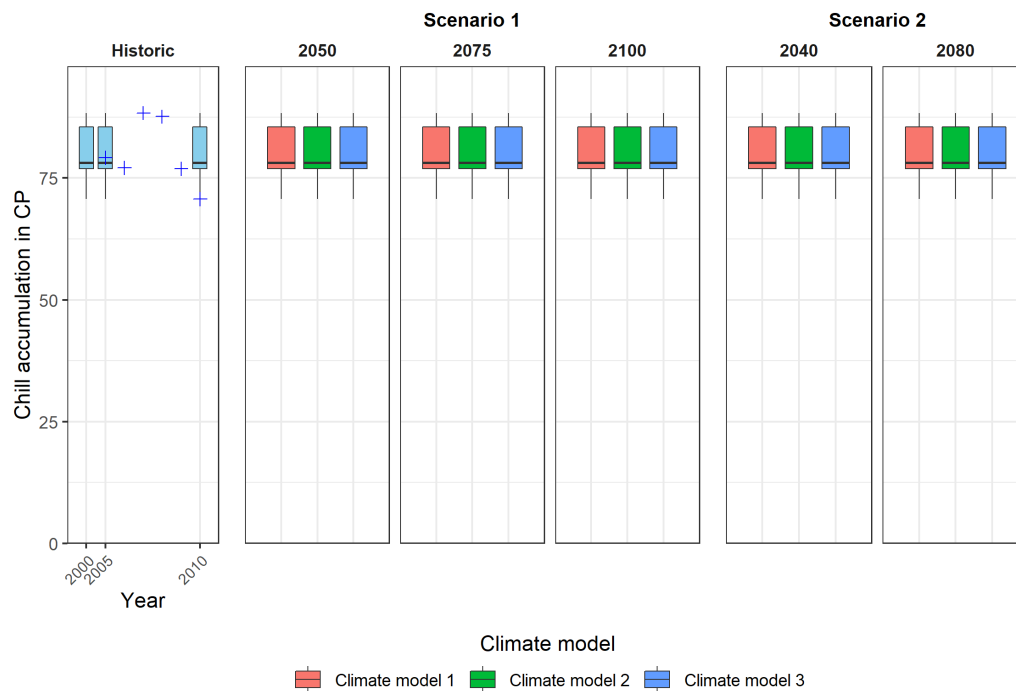 Scenario 1 Scenario 2
Historic 2050 2075 2100 2040 2080
Chill accumulation in CP
75
50
25
0
2000 2005 2010
Year
Climate model
Climate model 1 Climate model 2 Climate model 3